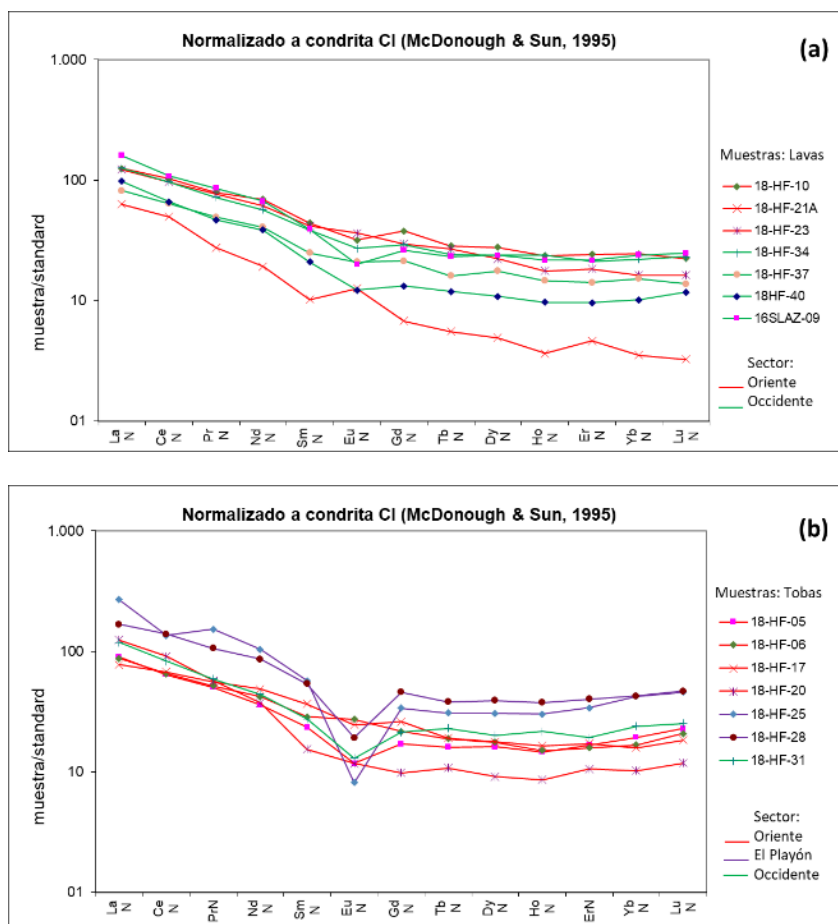 Normalizado a condrita CI (McDonough & Sun, 1995)
(a)
1.000
100
10
01
muestra/standard
La N
Ce N
Pr N
Nd N
Sm N
Eu N
Gd N
Tb N
Dy N
Ho N
Er N
Yb N
Lu N
Muestras: Lavas
18-HF-10
18-HF-21A
18-HF-23
18-HF-34
18-HF-37
18HF-40
16SLAZ-09
Sector:
Oriente
Occidente
Normalizado a condrita CI (McDonough & Sun, 1995)
(b)
1.000
100
10
01
muestra/standard
La N
Ce N
PrN
Nd N
Sm N
Eu N
Gd N
Tb N
Dy N
Ho N
ErN
Yb N
Lu N
Muestras: Tobas
18-HF-05
18-HF-06
18-HF-17
18-HF-20
18-HF-25
18-HF-28
18-HF-31
Sector:
Oriente
El Playón
Occidente